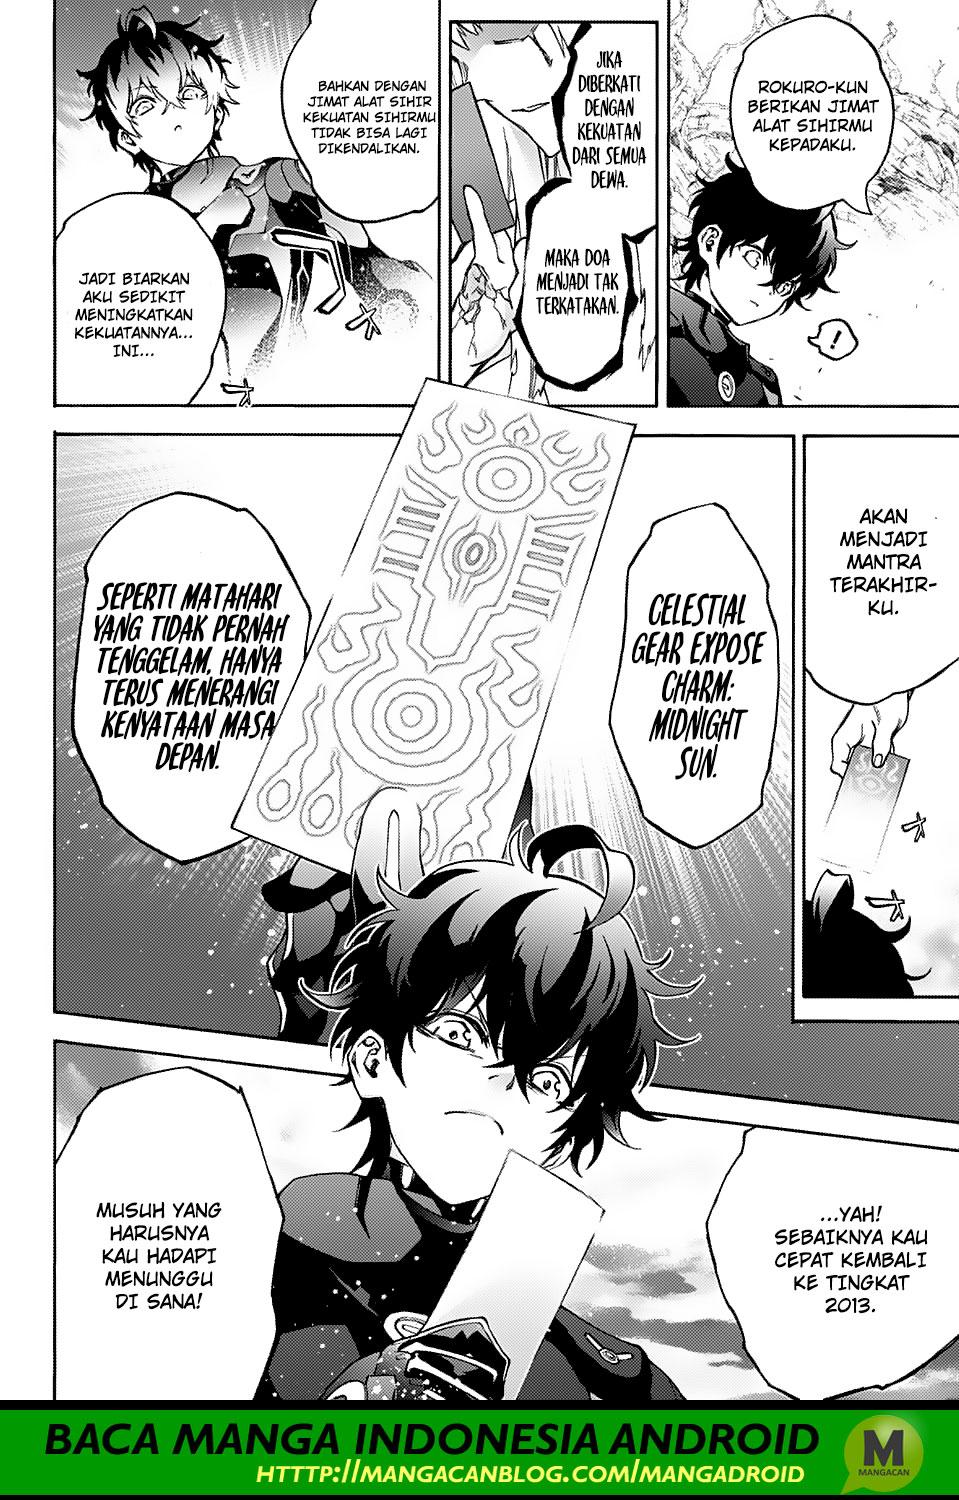 ROKURO-KUN
BERIKAN JIMAT
ALAT SIHIRMU
KEPADAKU.
!
JIKA
DIBERKATI
DENGAN
KEKUATAN
DARI SEMUA
DEWA.
MAKA DOA
MENJADI TAK
TERKATAKAN.
BAHKAN DENGAN
JIMAT ALAT SIHIR
KEKUATAN SIHIRMU
TIDAK BISA LAGI
DIKENDALIKAN.
JADI BIARKAN
AKU SEDIKIT
MENINGKATKAN
KEKUATANNYA...
INI...
オ
オ
AKAN
MENJADI
MANTRA
TERAKHIR-
KU.
オ
オ
CELESTIAL
GEAR EXPOSE
CHARM:
MIDNIGHT
SUN.
SEPERTI MATAHARI
YANG TIDAK PERNAH
TENGGELAM, HANYA
TERUS MENERANGI
KENYATAAN MASA
DEPAN.
...YAH!
SEBAIKNYA KAU
CEPAT KEMBALI
KE TINGKAT
2013.
MUSUH YANG
HARUSNYA
KAU HADAPI
MENUNGGU
DI SANA!
BACA MANGA INDONESIA ANDROID
HTTTP://MANGACANBLOG.COM/MANGADROID
M
MANGACAN